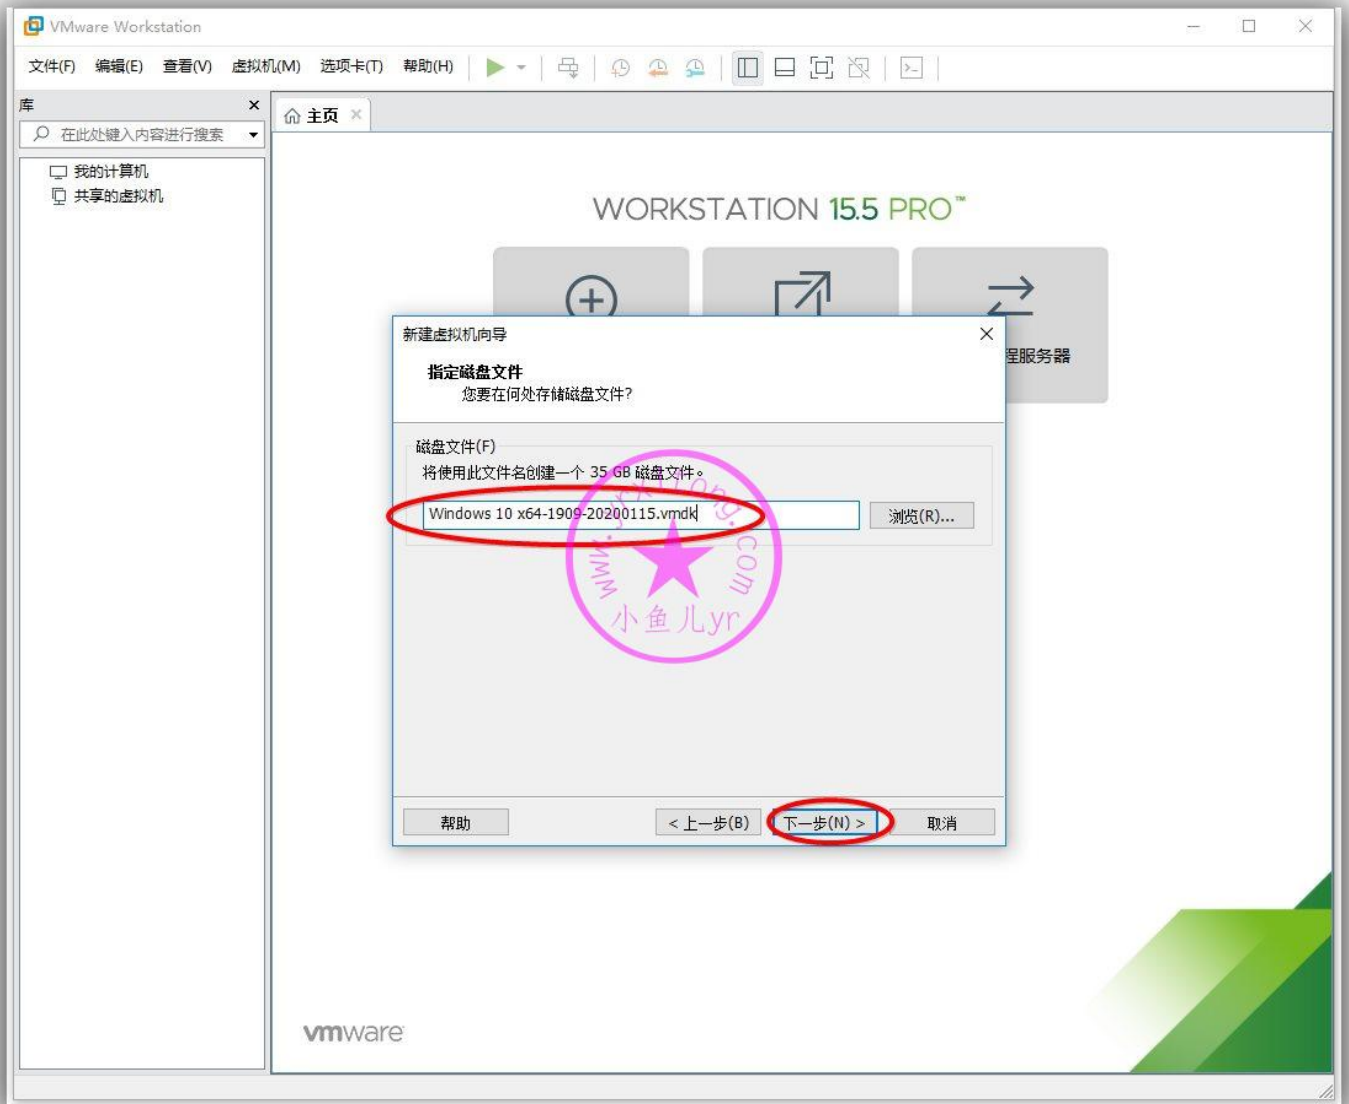 VMware Workstation
文件(F) 编辑(E) 查看(V) 虚拟机(M) 选项卡(T) 帮助(H)
库
在此处键入内容进行搜索
我的计算机
共享的虚拟机
主页
WORKSTATION 15.5 PRO™
程服务器
新建虚拟机向导
指定磁盘文件
您要在何处存储磁盘文件?
磁盘文件(F)
将使用此文件名创建一个 35 GB 磁盘文件。
Windows 10 x64-1909-20200115.vmdk
浏览(R)...
www.yrxitong.com
小鱼儿yr
帮助
< 上一步(B)
下一步(N) >
取消
vmware